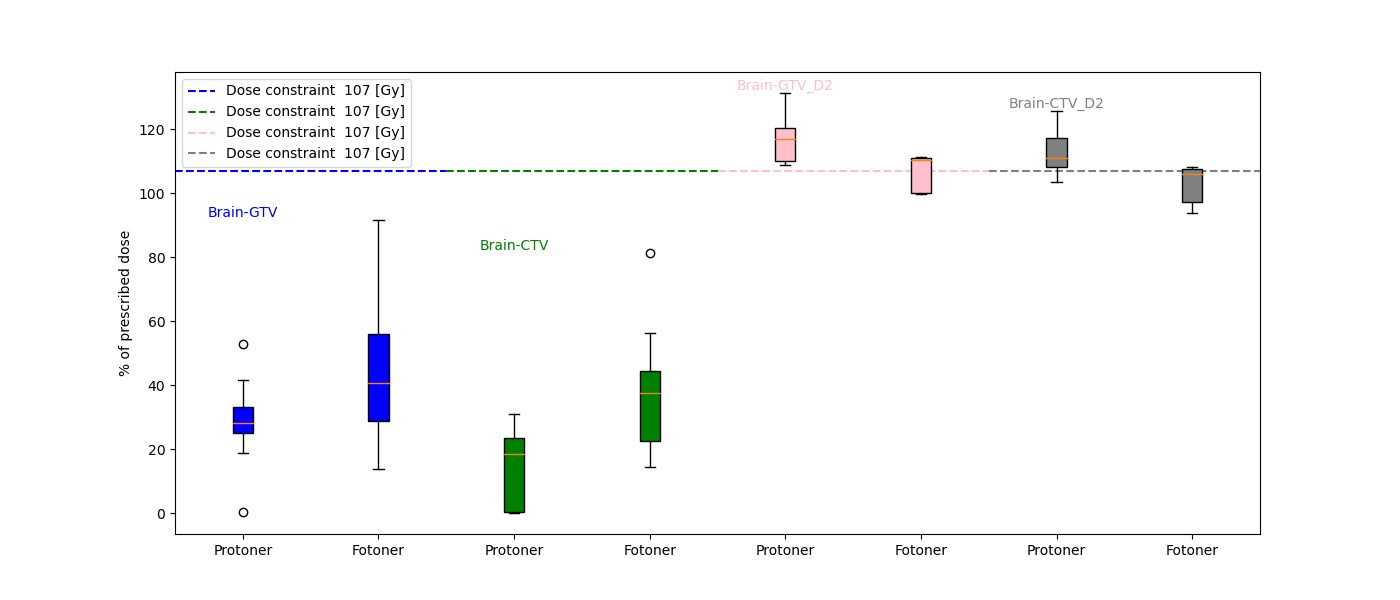 Brain-GTV_D2
Dose constraint  107 [Gy]
Dose constraint  107 [Gy]
Dose constraint  107 [Gy]
Dose constraint  107 [Gy]
Brain-CTV_D2
Brain-GTV
Brain-CTV
% of prescribed dose
120
100
80
60
40
20
0
Protoner Fotoner Protoner Fotoner Protoner Fotoner Protoner Fotoner